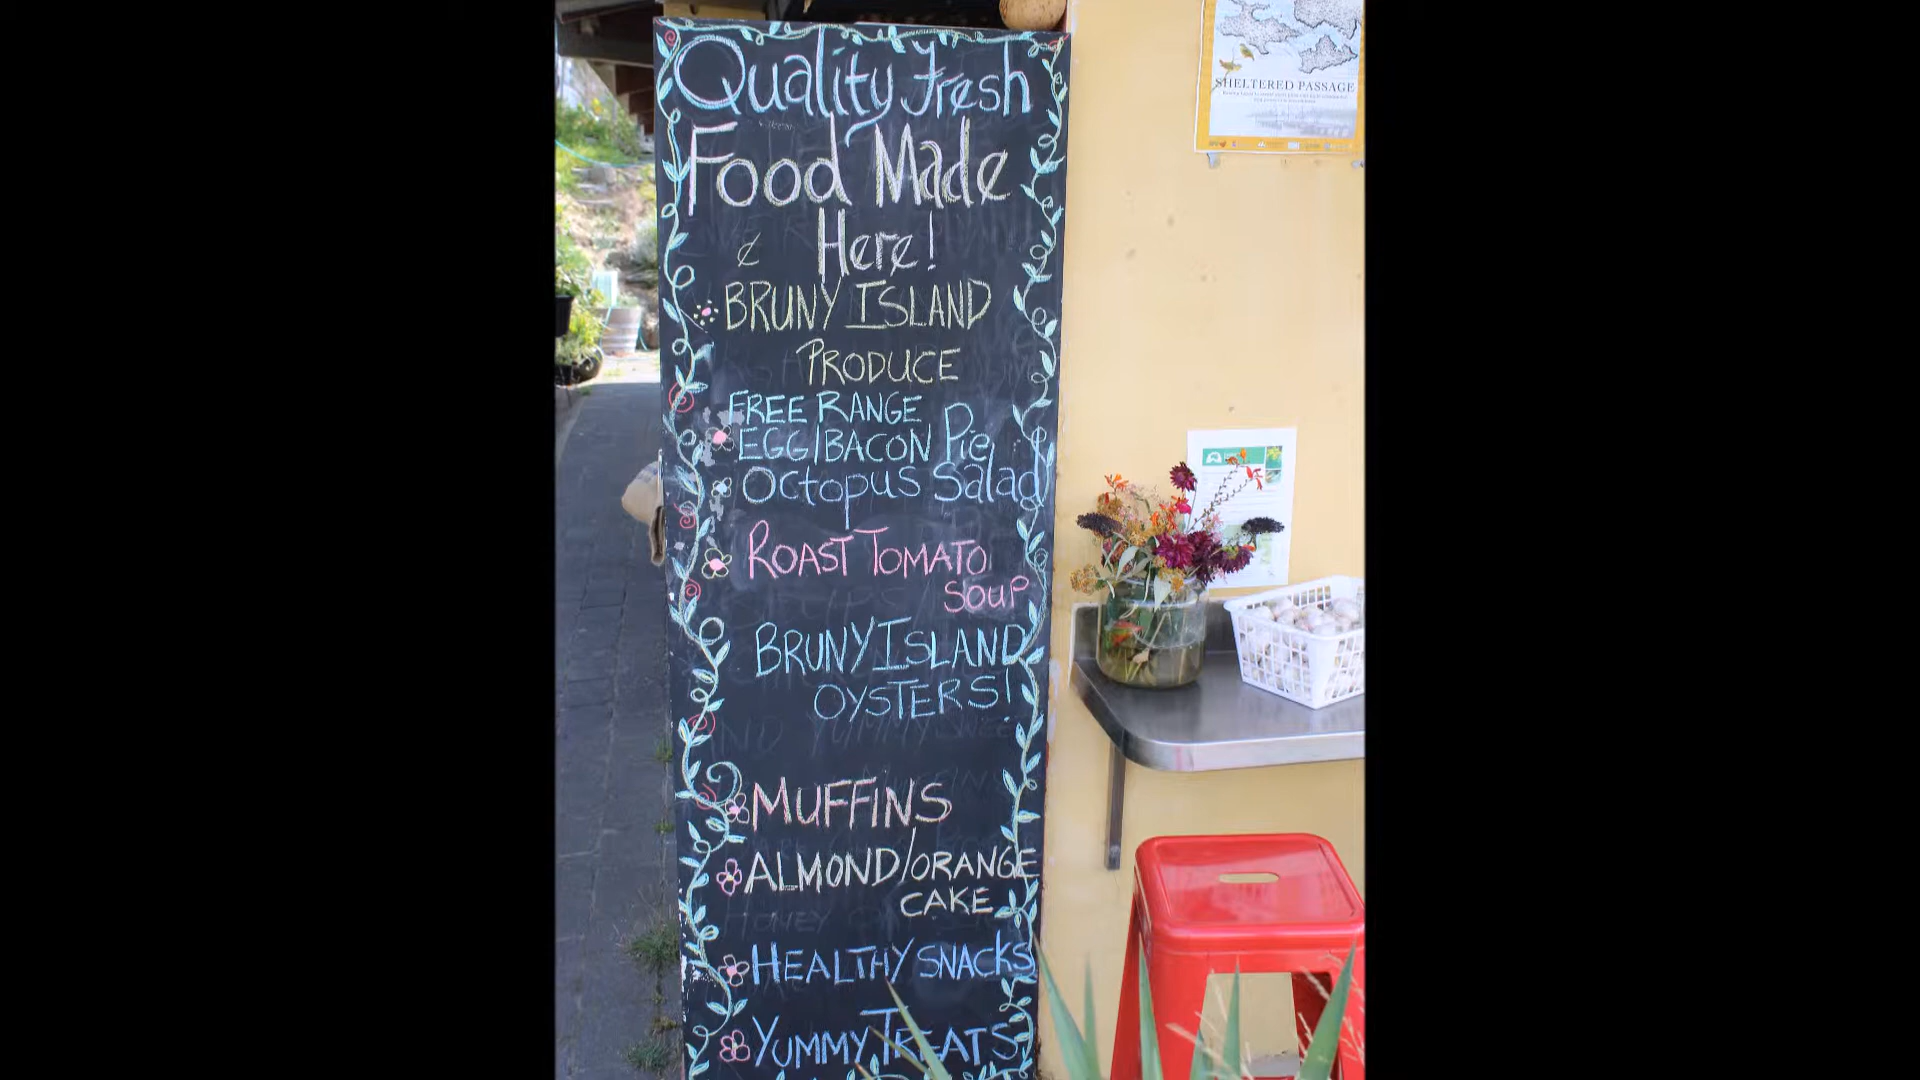 Quality Fresh
Food Made
¢ Here!
BRUNY ISLAND
PRODUCE
FREE RANGE
EGG/BACON Pie
Octopus Salad
ROAST TOMATO
SOUP
BRUNY ISLAND
OYSTERS!
MUFFINS
ALMOND/ORANGE
CAKE
HEALTHY SNACKS
YUMMY TREATS
SHELTERED PASSAGE